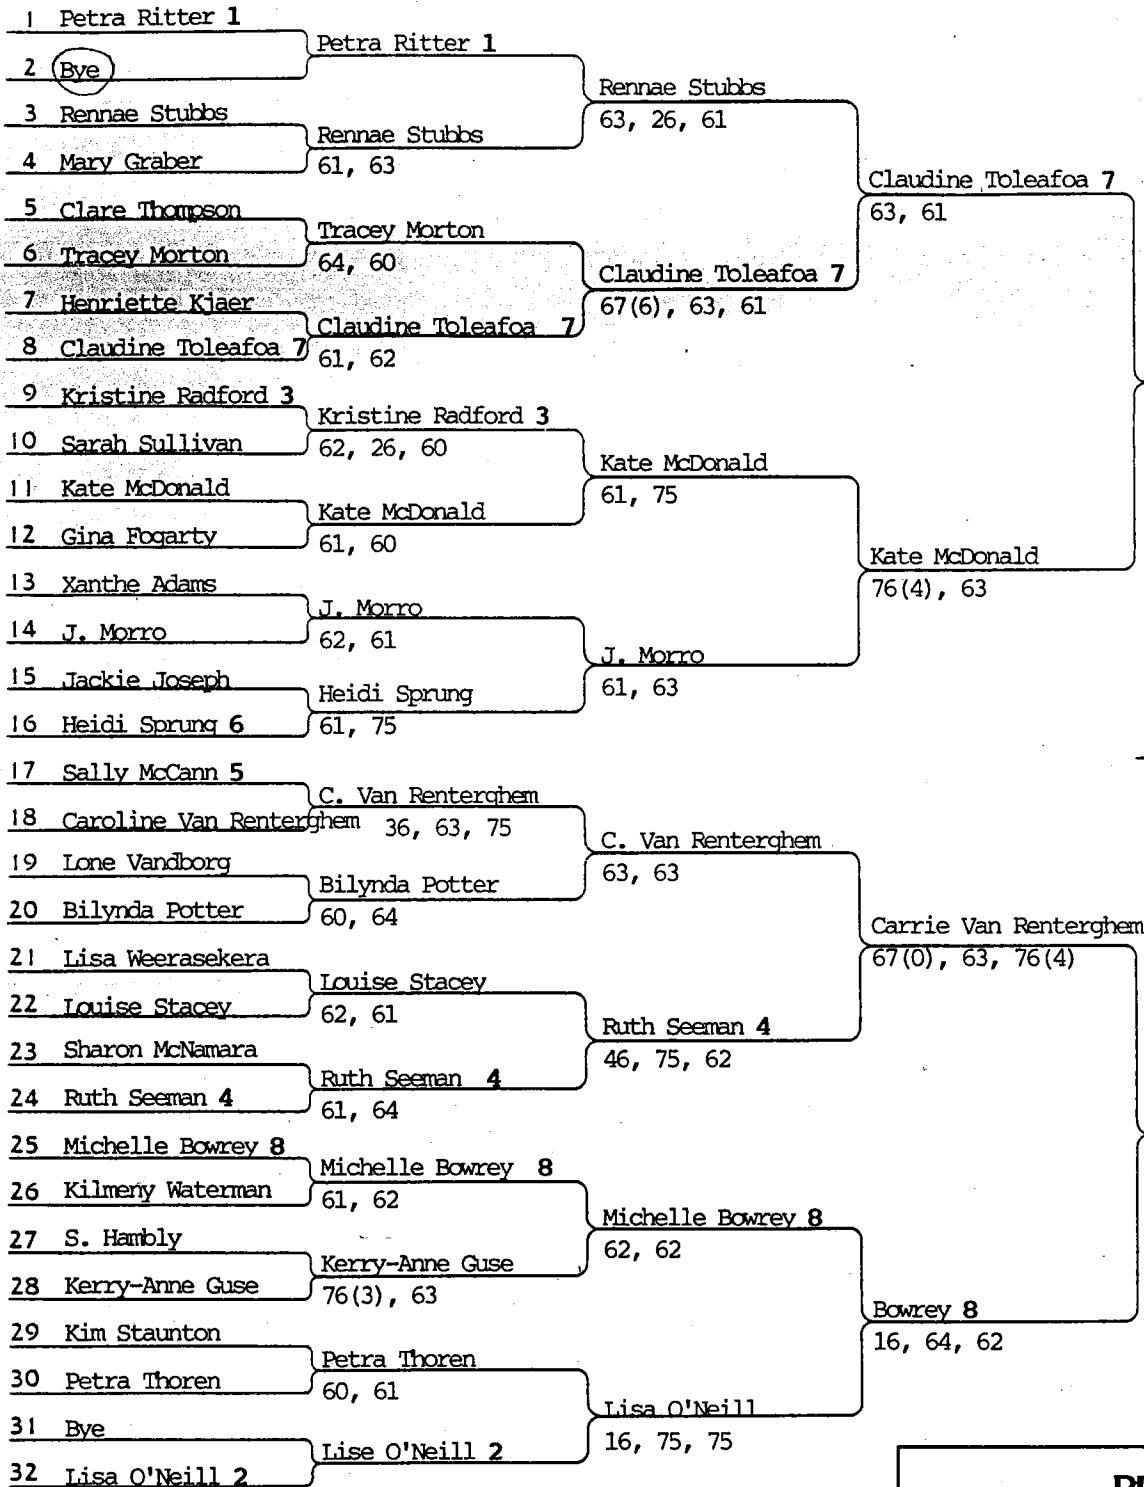 1 Petra Ritter 1
2 Bye
3 Rennae Stubbs
4 Mary Graber
5 Clare Thompson
6 Tracey Morton
7 Henriette Kjaer
8 Claudine Toleafoa 7
9 Kristine Radford 3
10 Sarah Sullivan
11 Kate McDonald
12 Gina Fogarty
13 Xanthe Adams
14 J. Morro
15 Jackie Joseph
16 Heidi Sprung 6
17 Sally McCann 5
18 Caroline Van Renterghem
19 Lone Vandborg
20 Bilynda Potter
21 Lisa Weerasekera
22 Louise Stacey
23 Sharon McNamara
24 Ruth Seeman 4
25 Michelle Bowrey 8
26 Kilmeny Waterman
27 S. Hambly
28 Kerry-Anne Guse
29 Kim Staunton
30 Petra Thoren
31 Bye
32 Lisa O'Neill 2
Petra Ritter 1
Rennae Stubbs
61, 63
Tracey Morton
64, 60
Claudine Toleafoa 7
61, 62
Kristine Radford 3
62, 26, 60
Kate McDonald
61, 60
J. Morro
62, 61
Heidi Sprung
61, 75
C. Van Renterghem
36, 63, 75
Bilynda Potter
60, 64
Louise Stacey
62, 61
Ruth Seeman 4
61, 64
Michelle Bowrey 8
61, 62
Kerry-Anne Guse
76(3), 63
Petra Thoren
60, 61
Lise O'Neill 2
Rennae Stubbs
63, 26, 61
Claudine Toleafoa 7
67(6), 63, 61
Kate McDonald
61, 75
J. Morro
61, 63
C. Van Renterghem
63, 63
Ruth Seeman 4
46, 75, 62
Michelle Bowrey 8
62, 62
Lisa O'Neill
16, 75, 75
Claudine Toleafoa 7
63, 61
Kate McDonald
76(4), 63
Carrie Van Renterghem
67(0), 63, 76(4)
Bowrey 8
16, 64, 62